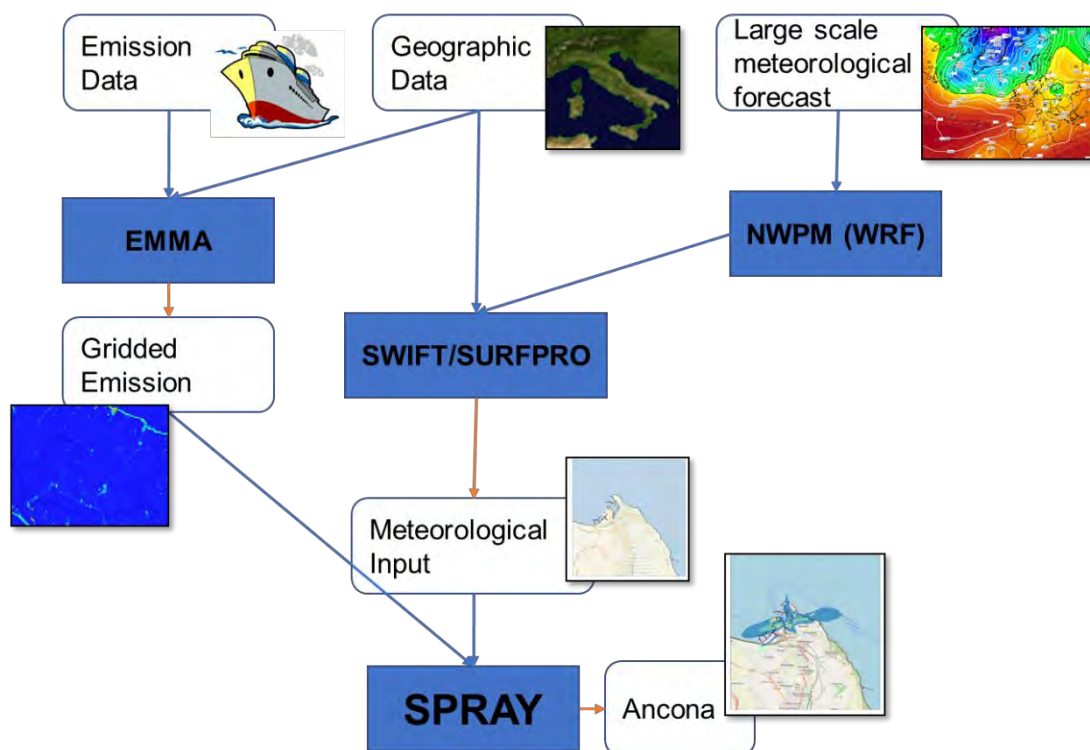 Emission
Data
Geographic
Data
Large scale
meteorological
forecast
EMMA
NWPM (WRF)
Gridded
Emission
SWIFT/SURFPRO
Meteorological
Input
SPRAY
Ancona